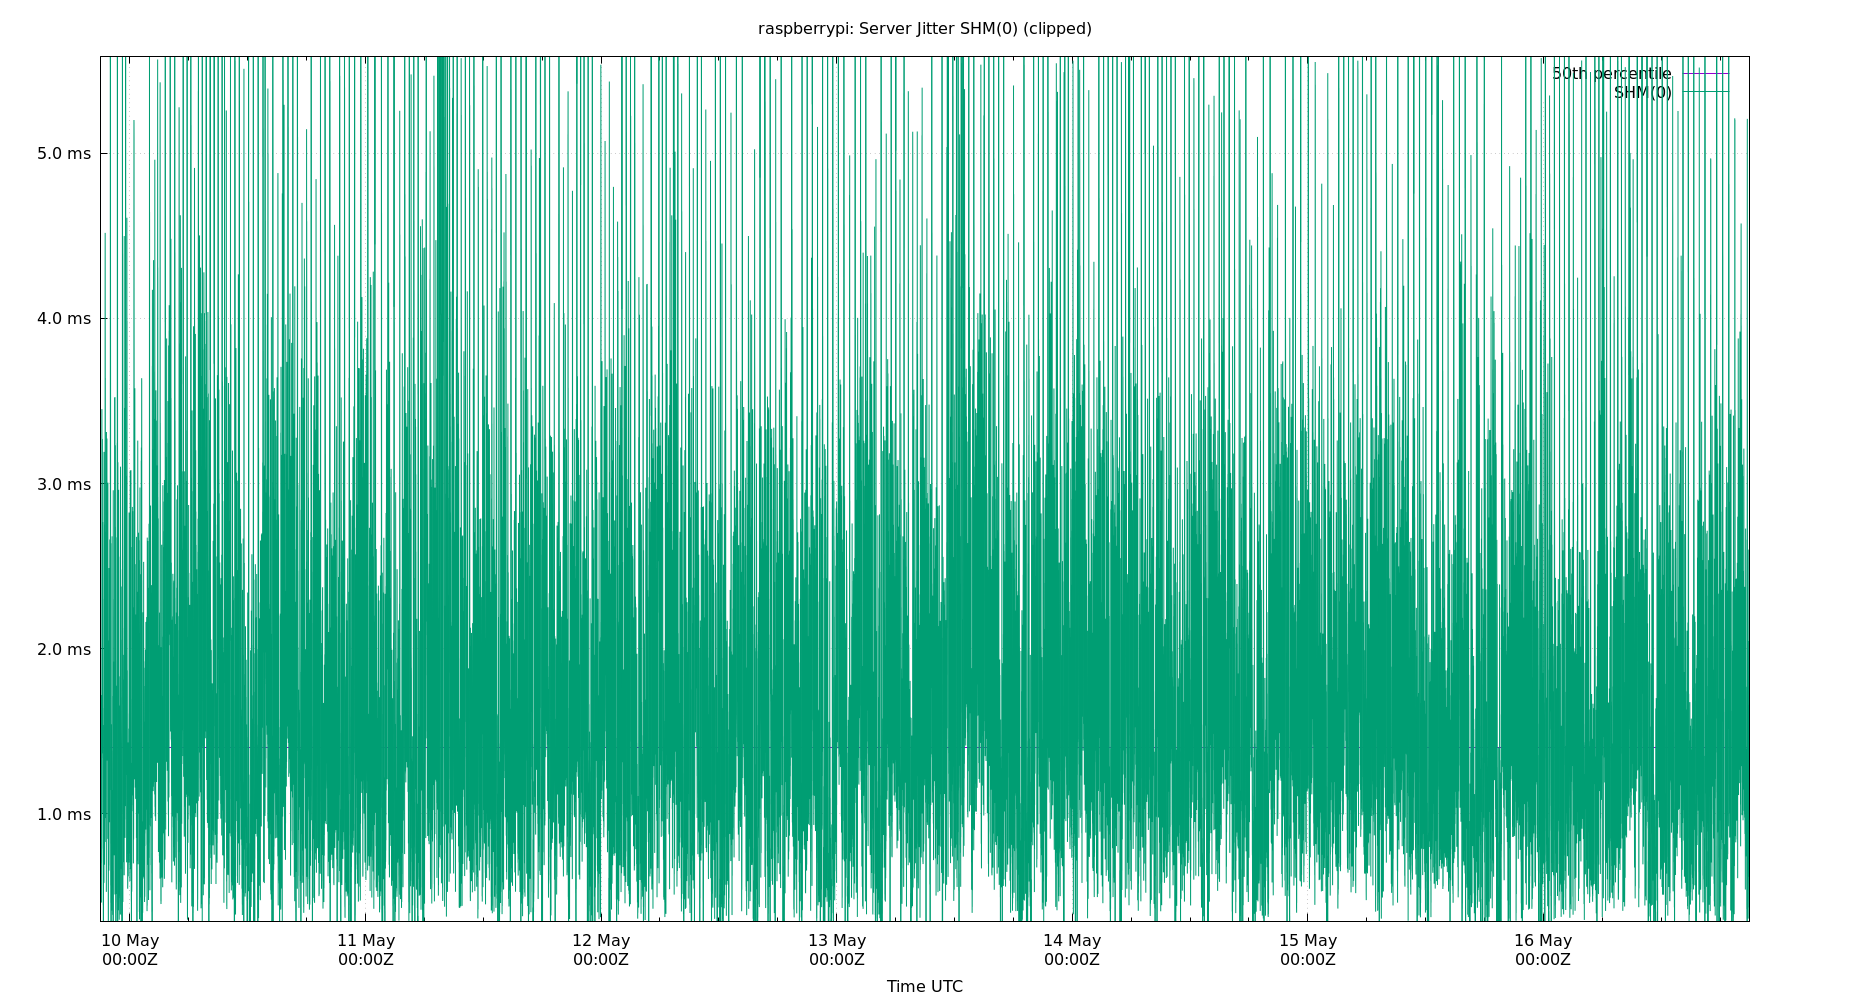 raspberrypi: Server Jitter SHM(0) (clipped)
50th percentile
SHM(0)
5.0 ms
4.0 ms
3.0 ms
2.0 ms
1.0 ms
10 May 11 May 12 May 13 May 14 May 15 May 16 May
00:00Z 00:00Z 00:00Z 00:00Z 00:00Z 00:00Z 00:00Z
Time UTC